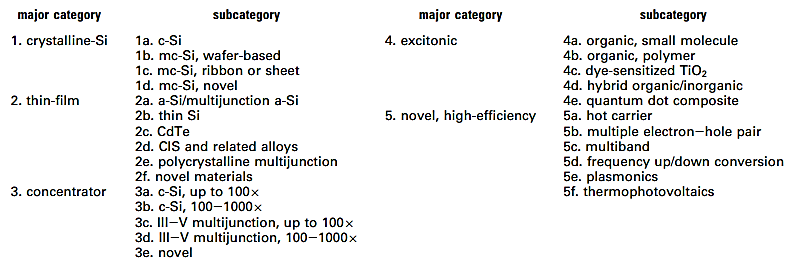 major category subcategory
1. crystalline-Si 1a. c-Si
1b. mc-Si, wafer-based
1c. mc-Si, ribbon or sheet
1d. mc-Si, novel
2. thin-film 2a. a-Si/multijunction a-Si
2b. thin Si
2c. CdTe
2d. CIS and related alloys
2e. polycrystalline multijunction
2f. novel materials
3. concentrator 3a. c-Si, up to 100×
3b. c-Si, 100−1000×
3c. III−V multijunction, up to 100×
3d. III−V multijunction, 100−1000×
3e. novel
major category subcategory
4. excitonic 4a. organic, small molecule
4b. organic, polymer
4c. dye-sensitized TiO₂
4d. hybrid organic/inorganic
4e. quantum dot composite
5. novel, high-efficiency 5a. hot carrier
5b. multiple electron−hole pair
5c. multiband
5d. frequency up/down conversion
5e. plasmonics
5f. thermophotovoltaics